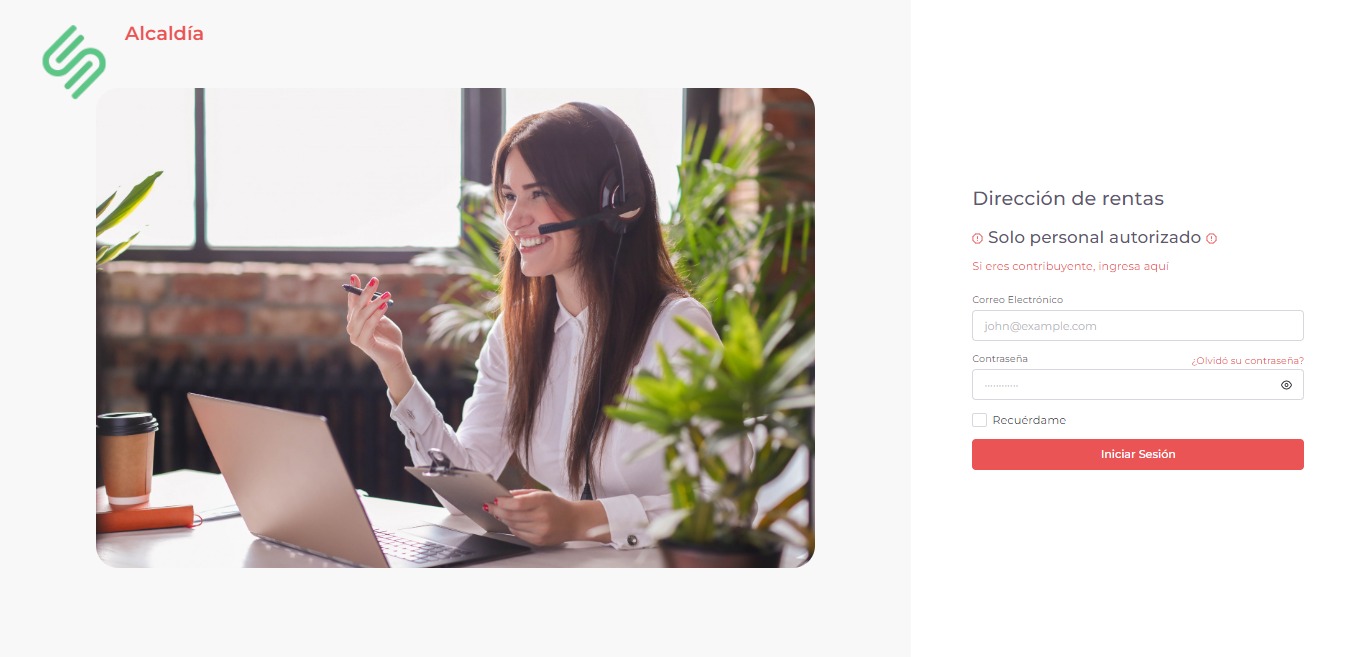 Alcaldía
Dirección de rentas
Solo personal autorizado
Si eres contribuyente, ingresa aquí
Correo Electrónico
john@example.com
Contraseña
¿Olvidó su contraseña?
············
Recuérdame
Iniciar Sesión